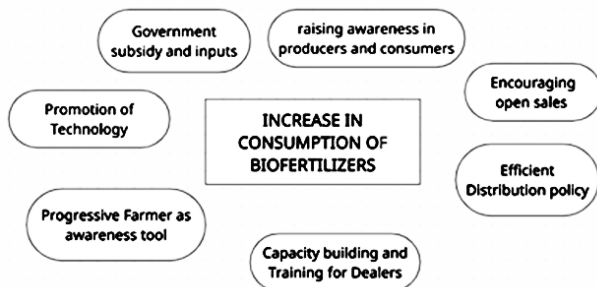 Government
subsidy and inputs
raising awareness in
producers and consumers
Encouraging
open sales
Promotion of
Technology
INCREASE IN
CONSUMPTION OF
BIOFERTILIZERS
Efficient
Distribution policy
Progressive Farmer as
awareness tool
Capacity building and
Training for Dealers